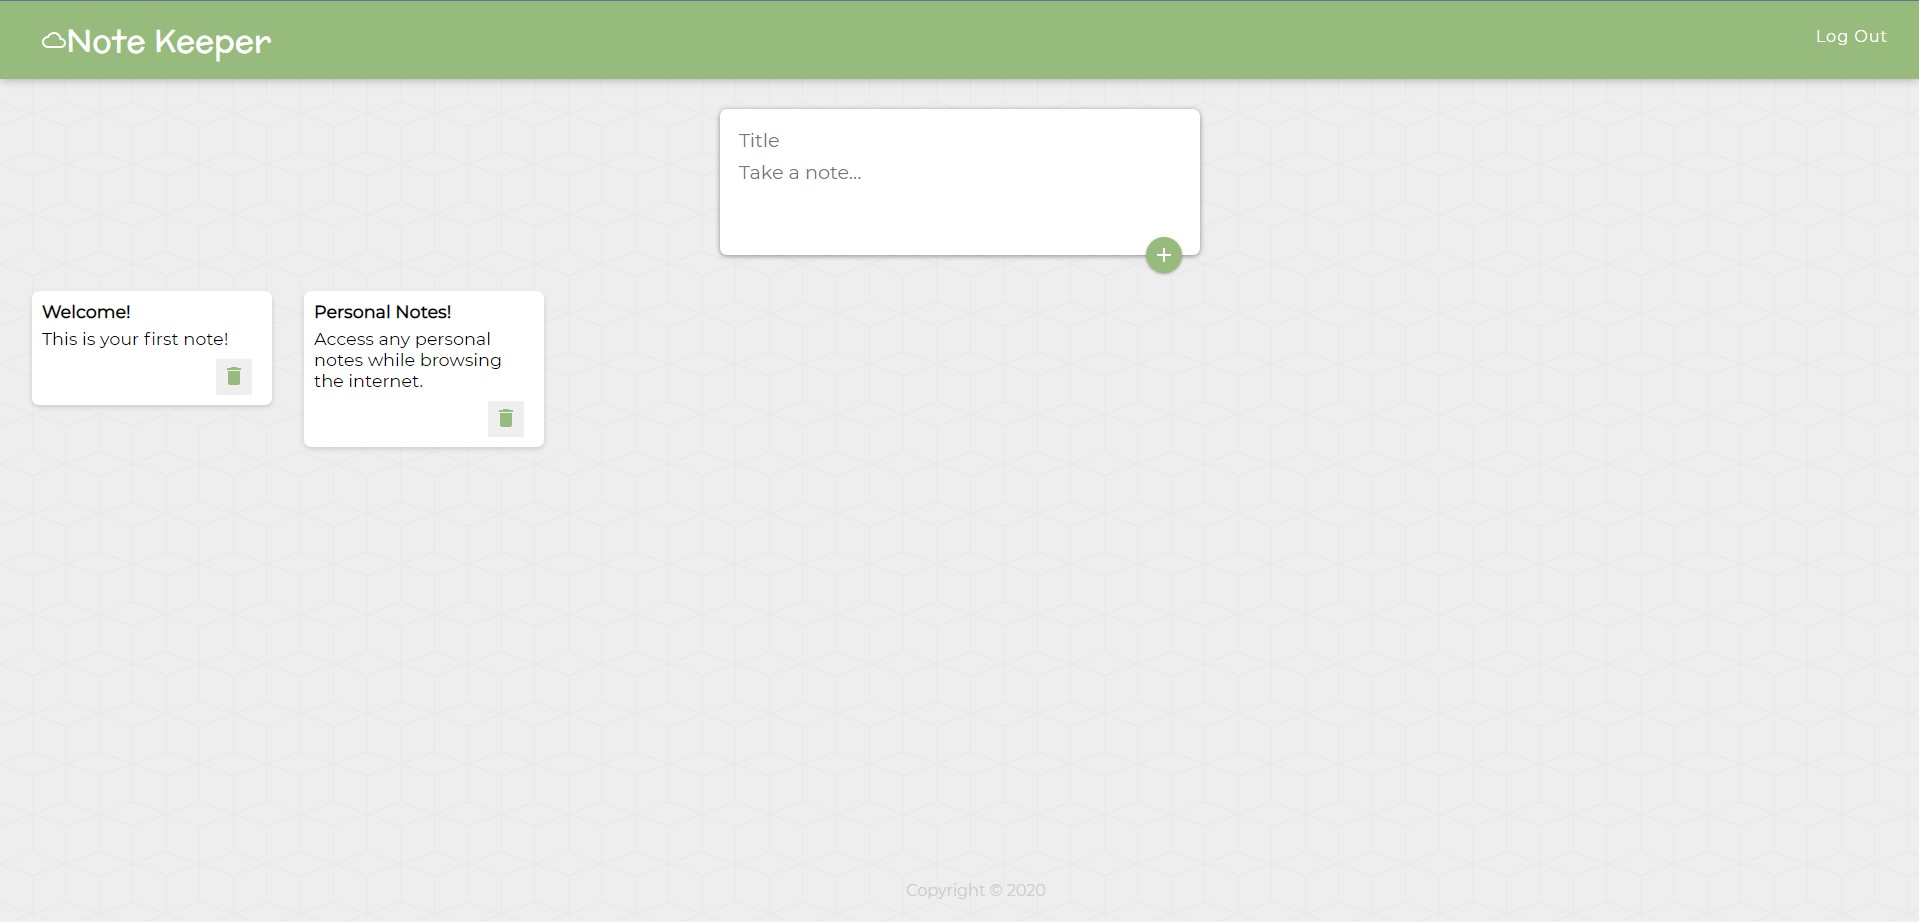 Note Keeper
Log Out
Title
Take a note...
Welcome!
This is your first note!
Personal Notes!
Access any personal
notes while browsing
the internet.
Copyright © 2020